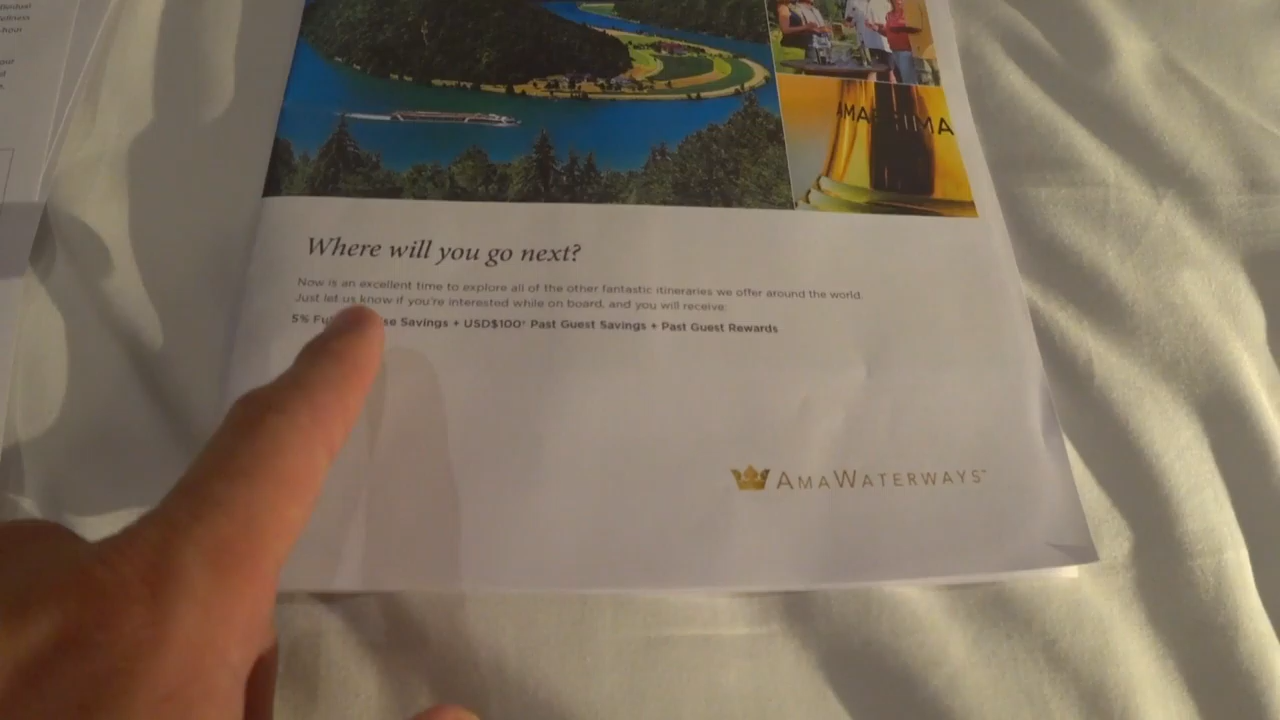 AMA
IMA
Where will you go next?
Now is an excellent time to explore all of the other fantastic itineraries we offer around the world.
Just let us know if you're interested while on board, and you will receive:
5% Savings + USD$100* Past Guest Savings + Past Guest Rewards
AMAWATERWAYS™